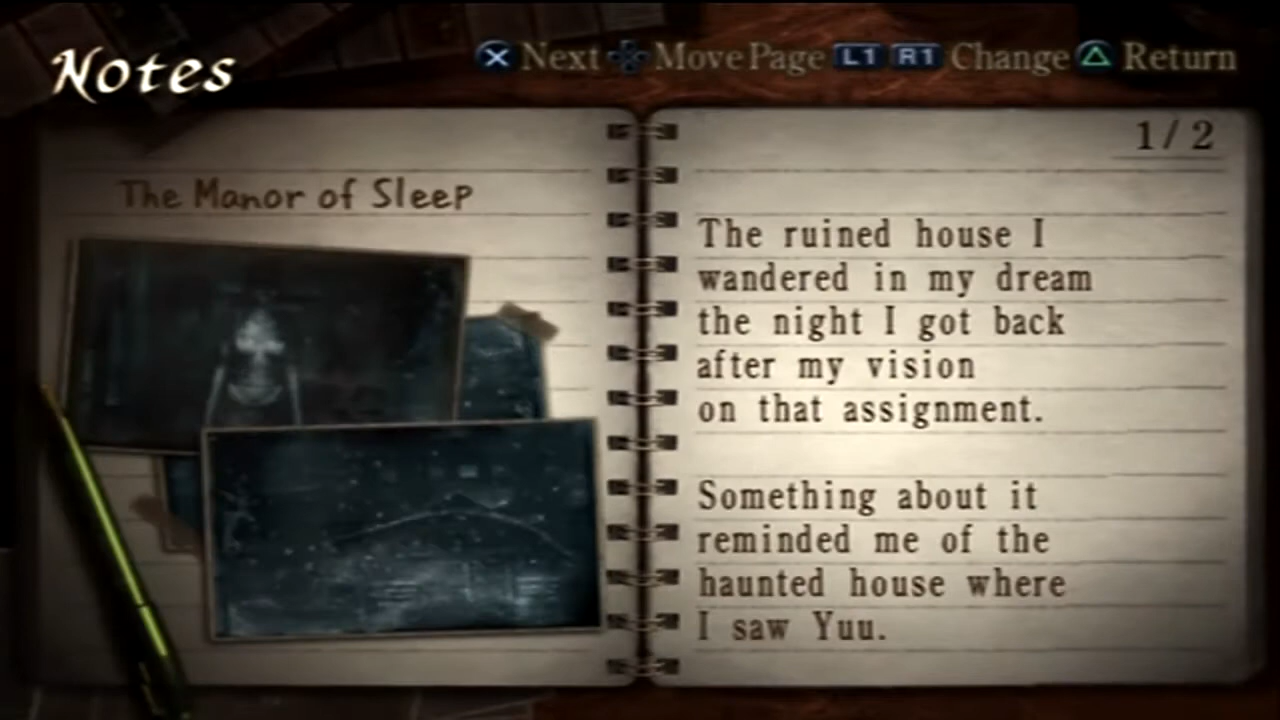 Notes
Next Move Page L1 R1 Change Return
1/2
The Manor of Sleep
The ruined house I
wandered in my dream
the night I got back
after my vision
on that assignment.
Something about it
reminded me of the
haunted house where
I saw Yuu.